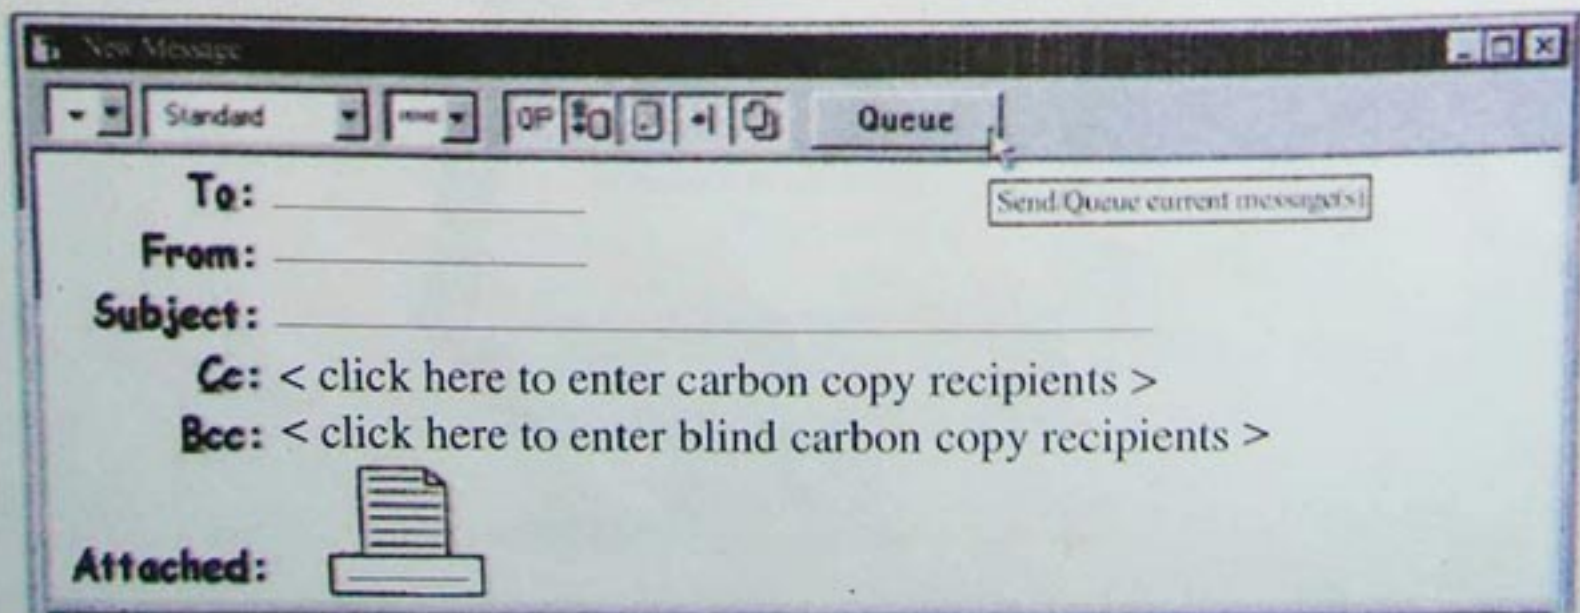 New Message
Standard QP Queue
Send/Queue current message(s)
To:
From:
Subject:
Cc: < click here to enter carbon copy recipients >
Bcc: < click here to enter blind carbon copy recipients >
Attached: